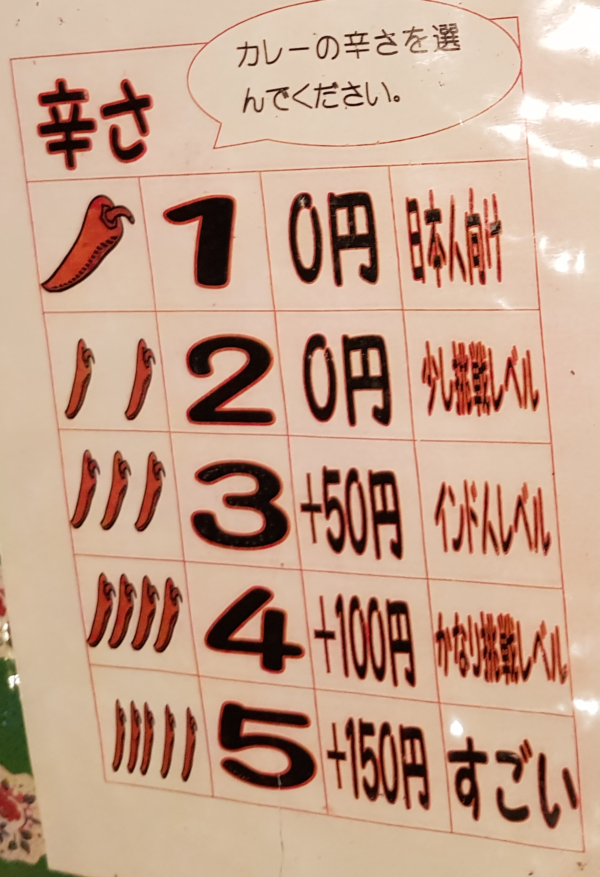 カレーの辛さを選
んでください。
辛さ
1 0円 日本人向け
2 0円 少し挑戦レベル
3 +50円 インド人レベル
4 +100円 かなり挑戦レベル
5 +150円 すごい